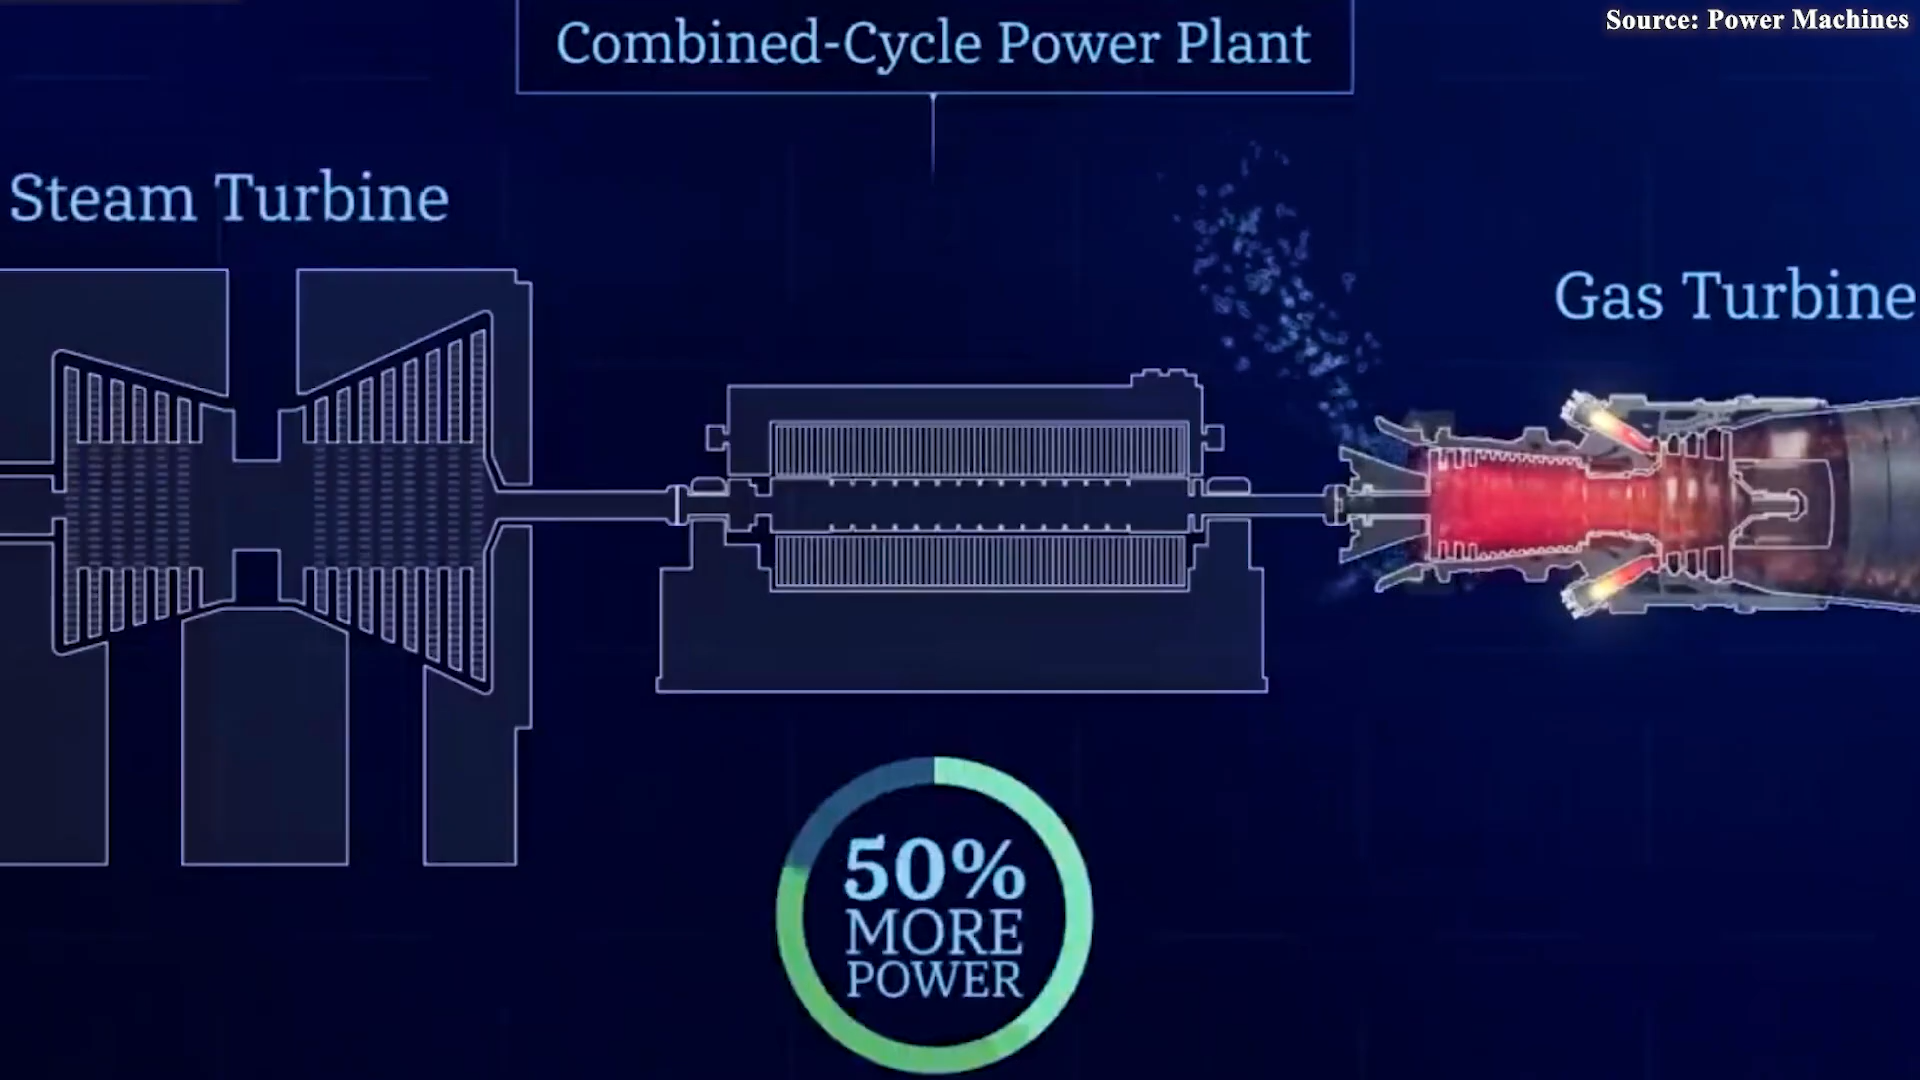 Combined-Cycle Power Plant
Source: Power Machines
Steam Turbine
Gas Turbine
50%
MORE
POWER